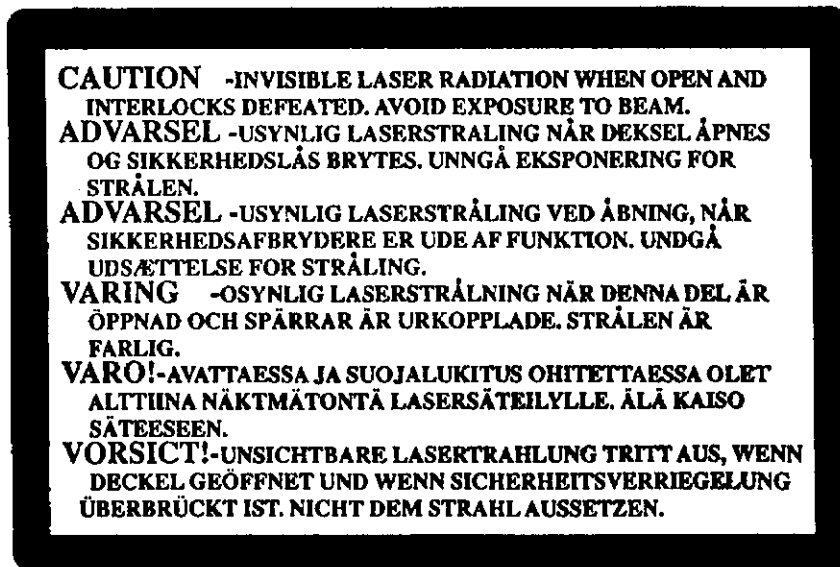 CAUTION -INVISIBLE LASER RADIATION WHEN OPEN AND
INTERLOCKS DEFEATED. AVOID EXPOSURE TO BEAM.
ADVARSEL -USYNLIG LASERSTRALING NÅR DEKSEL ÅPNES
OG SIKKERHEDSLÅS BRYTES. UNNGÅ EKSPONERING FOR
STRÅLEN.
ADVARSEL -USYNLIG LASERSTRÅLING VED ÅBNING, NÅR
SIKKERHEDSAFBRYDERE ER UDE AF FUNKTION. UNDGÅ
UDSÆTTELSE FOR STRÅLING.
VARING -OSYNLIG LASERSTRÅLNING NÄR DENNA DEL ÄR
ÖPPNAD OCH SPÄRRAR ÄR URKOPPLADE. STRÅLEN ÄR
FARLIG.
VARO!-AVATTAESSA JA SUOJALUKITUS OHITETTAESSA OLET
ALTTIINA NÄKTMÄTONTÄ LASERSÄTEILYLLE. ÄLÄ KAISO
SÄTEESEEN.
VORSICT!-UNSICHTBARE LASERTRAHLUNG TRITT AUS, WENN
DECKEL GEÖFFNET UND WENN SICHERHEITSVERRIEGELUNG
ÜBERBRÜCKT IST. NICHT DEM STRAHL AUSSETZEN.